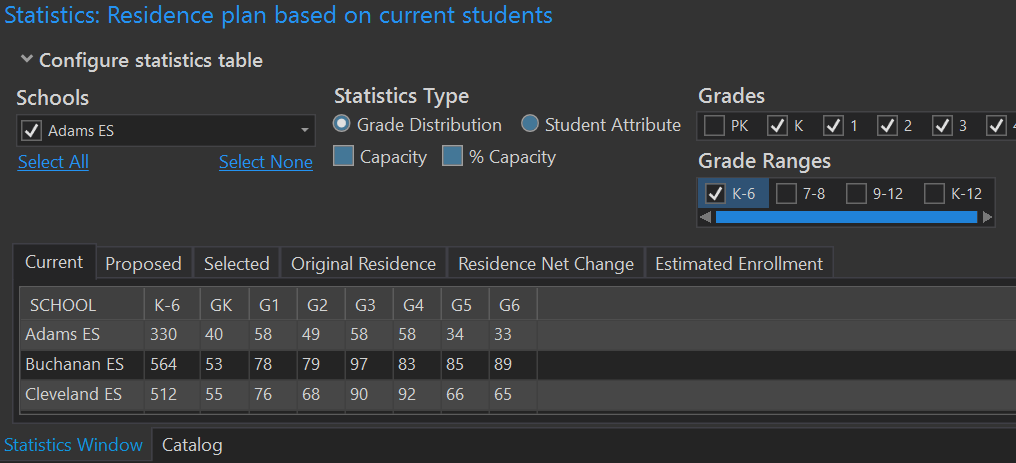 Statistics: Residence plan based on current students
Configure statistics table
Schools
Adams ES
Select All Select None
Statistics Type
Grade Distribution Student Attribute
Capacity % Capacity
Grades
PK K 1 2 3
Grade Ranges
K-6 7-8 9-12 K-12
Current Proposed Selected Original Residence Residence Net Change Estimated Enrollment
SCHOOL K-6 GK G1 G2 G3 G4 G5 G6
Adams ES 330 40 58 49 58 58 34 33
Buchanan ES 564 53 78 79 97 83 85 89
Cleveland ES 512 55 76 68 90 92 66 65
Statistics Window Catalog